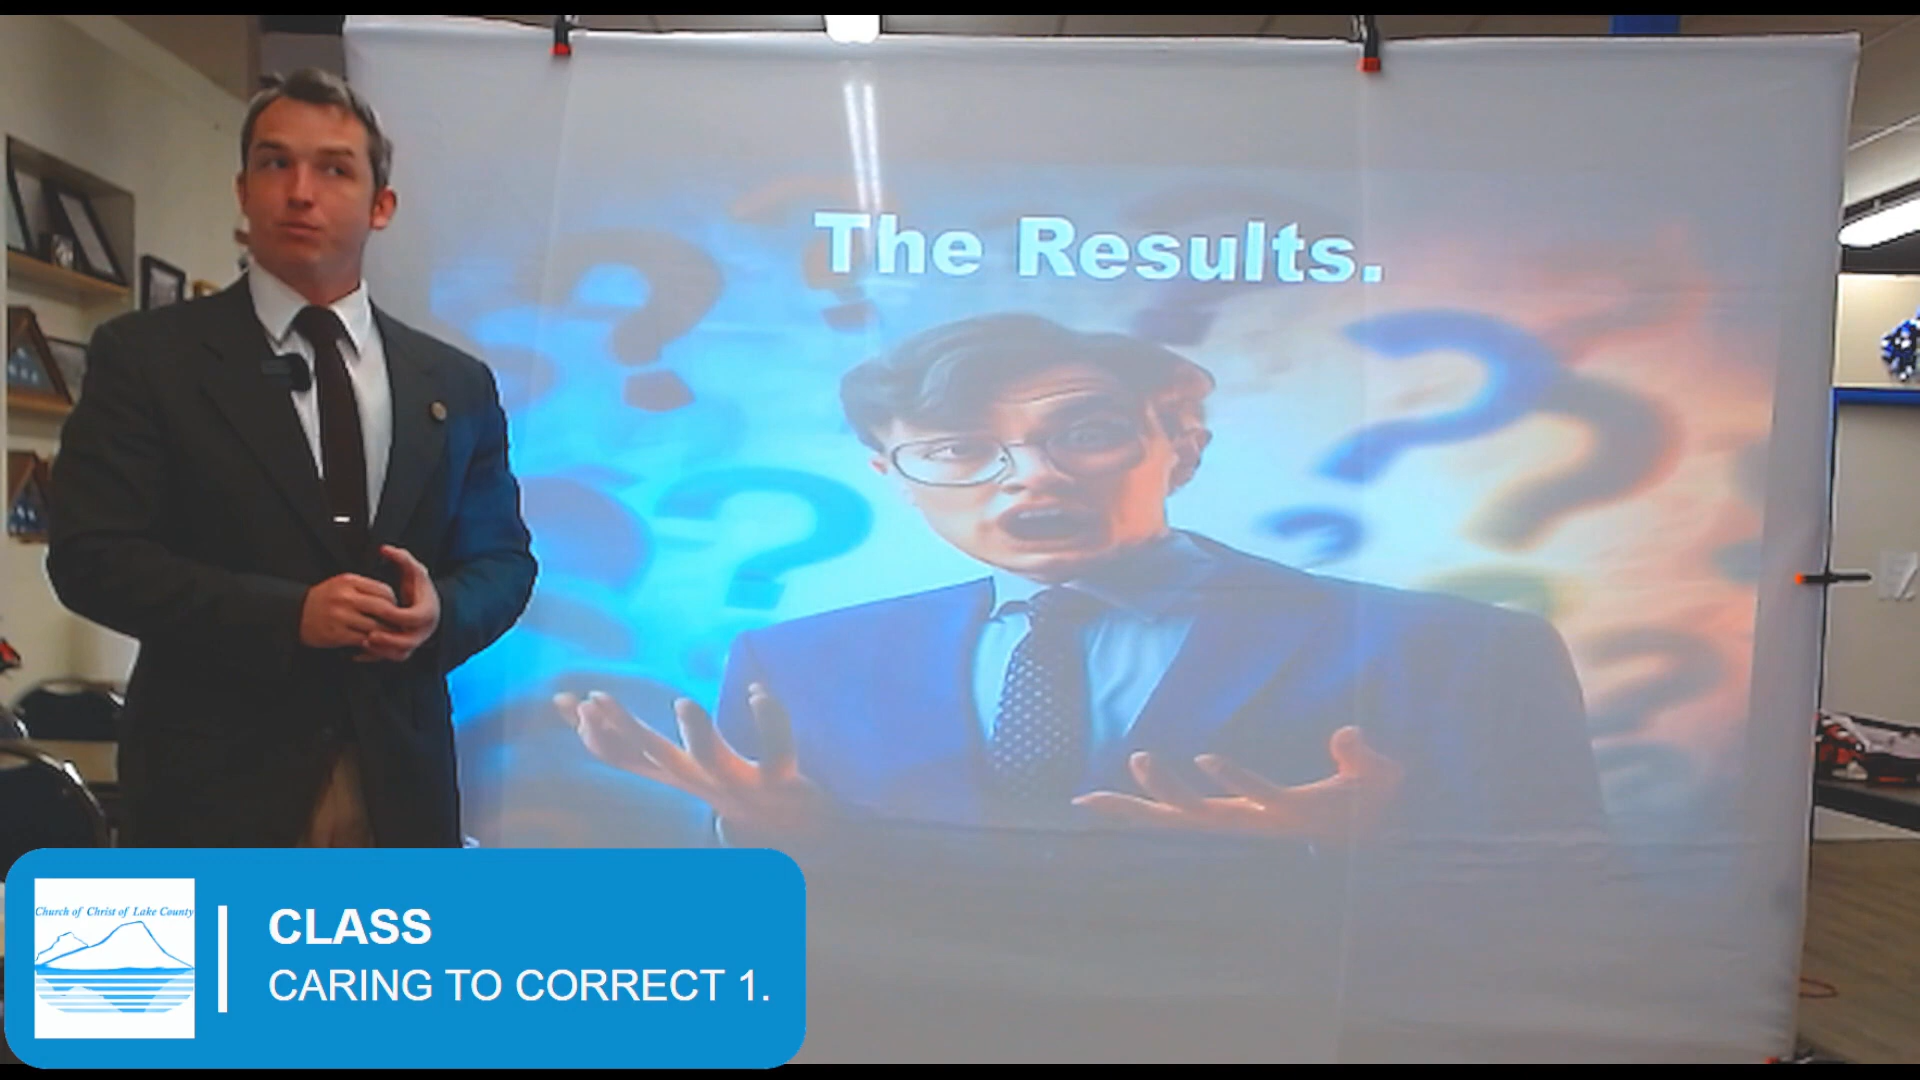 The Results.
Church of Christ of Lake County
CLASS
CARING TO CORRECT 1.